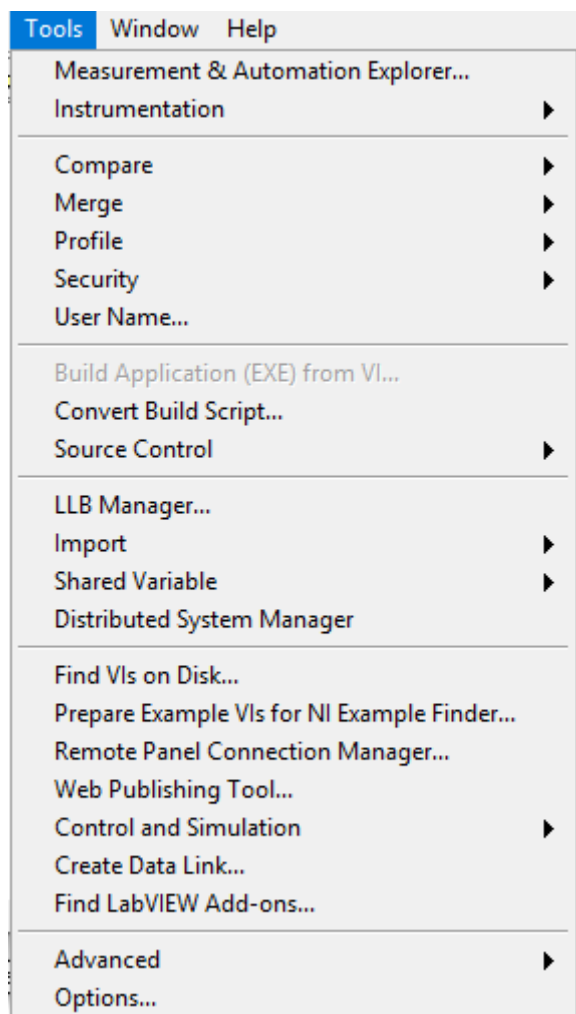 Tools Window Help
Measurement & Automation Explorer...
Instrumentation
Compare
Merge
Profile
Security
User Name...
Build Application (EXE) from VI...
Convert Build Script...
Source Control
LLB Manager...
Import
Shared Variable
Distributed System Manager
Find VIs on Disk...
Prepare Example VIs for NI Example Finder...
Remote Panel Connection Manager...
Web Publishing Tool...
Control and Simulation
Create Data Link...
Find LabVIEW Add-ons...
Advanced
Options...